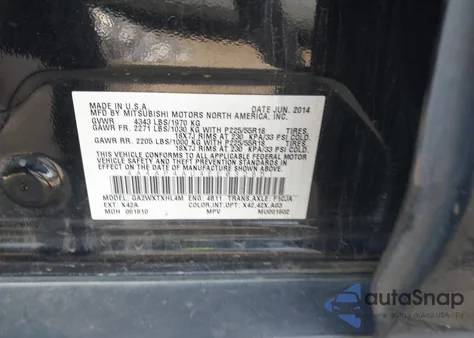 MADE IN U.S.A. DATE JUN. 2014
MFD BY MITSUBISHI MOTORS NORTH AMERICA, INC.
GVWR 4343 LBS/1970 KG
GAWR FR. 2271 LBS/1030 KG WITH P225/55R18 TIRES,
18X7J RIMS AT 230 KPA/33 PSI COLD.
GAWR RR. 2205 LBS/1000 KG WITH P225/55R18 TIRES,
18X7J RIMS AT 230 KPA/33 PSI COLD.
THIS VEHICLE CONFORMS TO ALL APPLICABLE FEDERAL
MOTOR VEHICLE SAFETY AND THEFT PREVENTION STANDARDS IN
EFFECT ON THE DATE OF MANUFACTURE SHOWN ABOVE.
MODEL: GA2WXTXHL4M ENG: 4B11 TRANS,AXLE: F1CJA
EXT: X42A INT COLOR: X42,42X,A03
MDH 061810 MPV MU001602
autoSnap